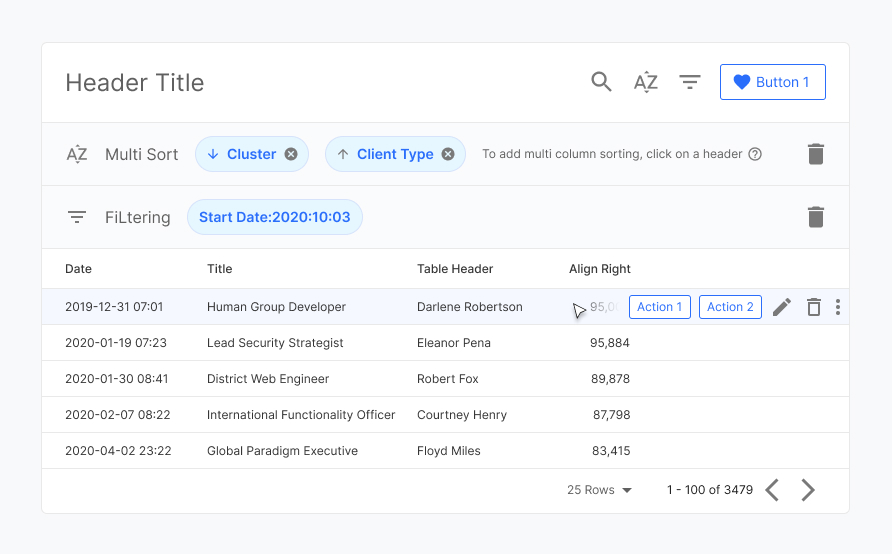 Header Title AZ Button 1
AZ Multi Sort Cluster Client Type To add multi column sorting, click on a header ?
FiLtering Start Date:2020:10:03
Date Title Table Header Align Right
2019-12-31 07:01 Human Group Developer Darlene Robertson 95,0 Action 1 Action 2
2020-01-19 07:23 Lead Security Strategist Eleanor Pena 95,884
2020-01-30 08:41 District Web Engineer Robert Fox 89,878
2020-02-07 08:22 International Functionality Officer Courtney Henry 87,798
2020-04-02 23:22 Global Paradigm Executive Floyd Miles 83,415
25 Rows 1 - 100 of 3479